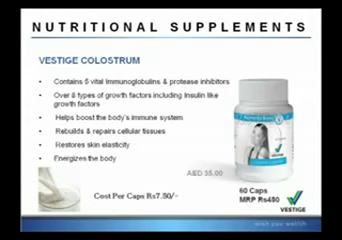 NUTRITIONAL SUPPLEMENTS
VESTIGE COLOSTRUM
• Contains 5 vital Immunoglobulins & protease inhibitors
• Over 8 types of growth factors including Insulin like
growth factors
• Helps boost the body's immune system
• Rebuilds & repairs cellular tissues
• Restores skin elasticity
• Energizes the body
AED 35.00
Cost Per Caps Rs7.50/-
60 Caps
MRP Rs450
VESTIGE